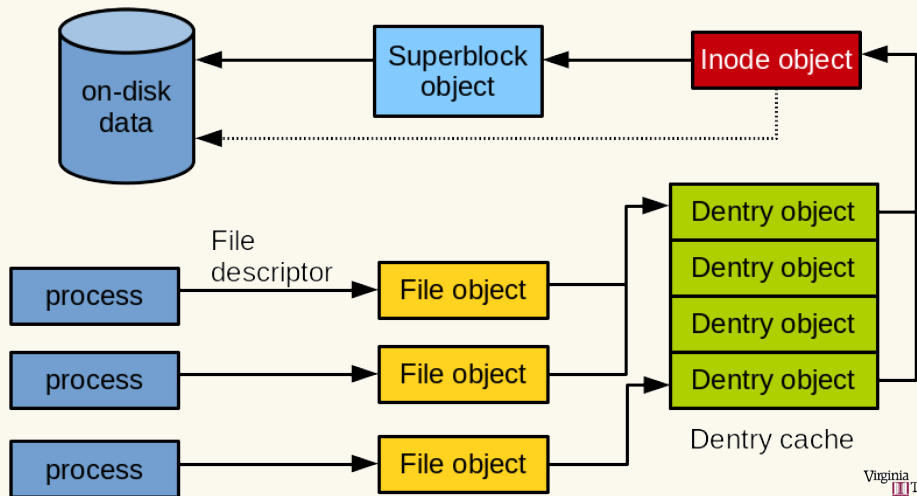 Superblock
object
Inode object
on-disk
data
Dentry object
File
descriptor
Dentry object
process
File object
Dentry object
process
File object
Dentry object
Dentry cache
process
File object
Virginia